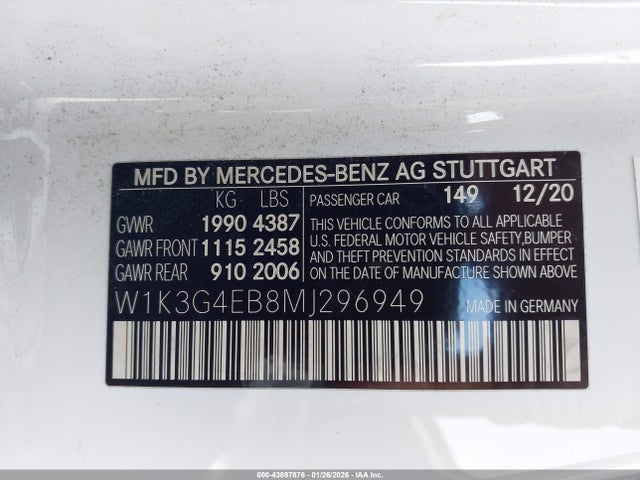 MFD BY MERCEDES-BENZ AG STUTTGART
KG LBS
PASSENGER CAR 149 12/20
GVWR 1990 4387
GAWR FRONT 1115 2458
GAWR REAR 910 2006
THIS VEHICLE CONFORMS TO ALL APPLICABLE
U.S. FEDERAL MOTOR VEHICLE SAFETY, BUMPER
AND THEFT PREVENTION STANDARDS IN EFFECT
ON THE DATE OF MANUFACTURE SHOWN ABOVE.
W1K3G4EB8MJ296949
MADE IN GERMANY
000-43897876 | 01/26/2026 | IAA, Inc.